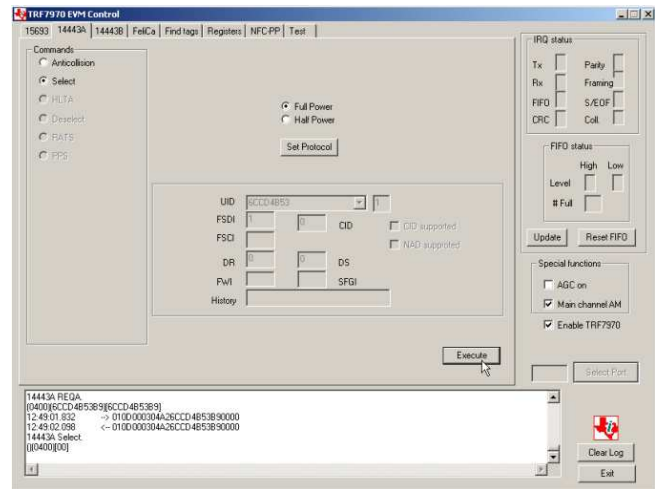 TRF7970 EVM Control
15693 14443A 14443B FeliCa Find tags Registers NFC-PP Test
Commands
Anticollision
Select
HLTA
Deselect
RATS
PPS
Full Power
Half Power
Set Protocol
UID 6CCD4B53 1
FSDI 1 0 CID CID supported
FSCI NAD supproted
DR 0 0 DS
FWI SFGI
History
Execute
IRQ status
Tx Parity
Rx Framing
FIFO S/EOF
CRC Coll.
FIFO status
High Low
Level
# Full
Update Reset FIFO
Special functions
AGC on
Main channel AM
Enable TRF7970
Select Port
14443A REQA.
[0400][6CCD4B53B9][6CCD4B53B9]
12:49:01.832 --> 010D000304A26CCD4B53B90000
12:49:02.098 <-- 010D000304A26CCD4B53B90000
14443A Select.
()[0400][00]
Clear Log
Exit